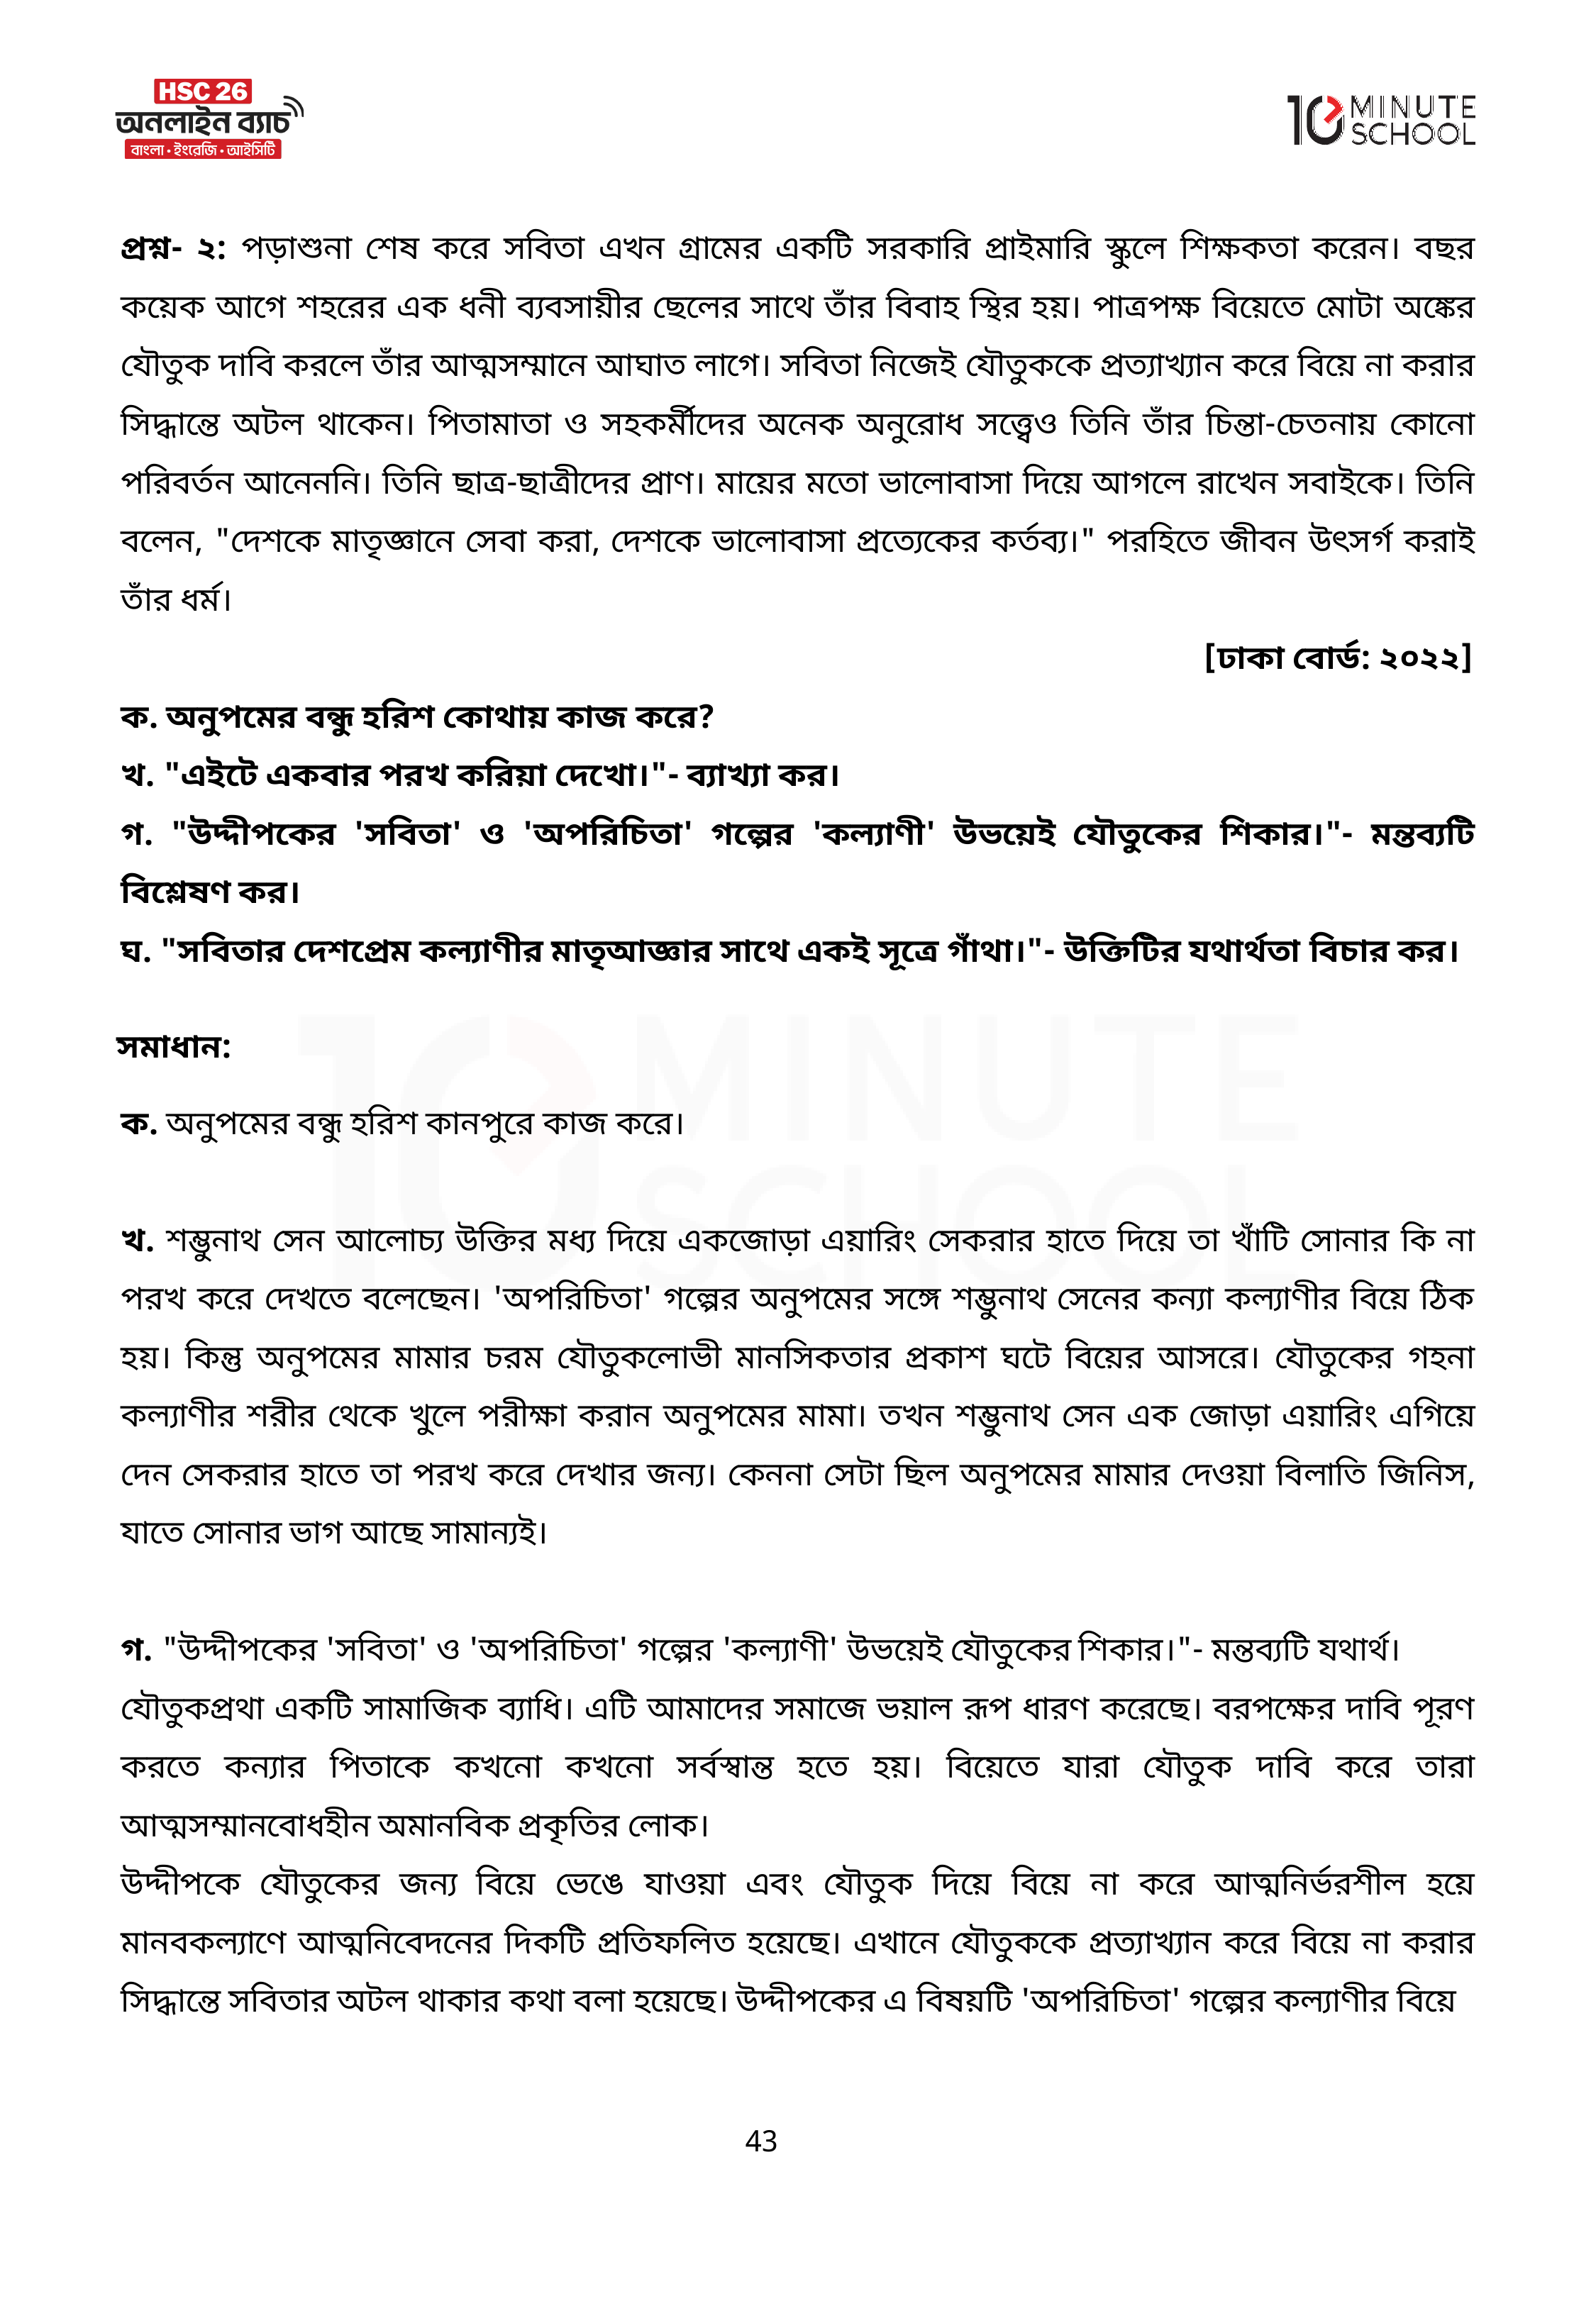 HSC 26
অনলাইন ব্যাচ
বাংলা • ইংরেজি • আইসিটি
10 MINUTE SCHOOL
প্রশ্ন- ২: পড়াশুনা শেষ করে সবিতা এখন গ্রামের একটি সরকারি প্রাইমারি স্কুলে শিক্ষকতা করেন। বছর
কয়েক আগে শহরের এক ধনী ব্যবসায়ীর ছেলের সাথে তাঁর বিবাহ স্থির হয়। পাত্রপক্ষ বিয়েতে মোটা অঙ্কের
যৌতুক দাবি করলে তাঁর আত্মসম্মানে আঘাত লাগে। সবিতা নিজেই যৌতুককে প্রত্যাখ্যান করে বিয়ে না করার
সিদ্ধান্তে অটল থাকেন। পিতামাতা ও সহকর্মীদের অনেক অনুরোধ সত্ত্বেও তিনি তাঁর চিন্তা-চেতনায় কোনো
পরিবর্তন আনেননি। তিনি ছাত্র-ছাত্রীদের প্রাণ। মায়ের মতো ভালোবাসা দিয়ে আগলে রাখেন সবাইকে। তিনি
বলেন, "দেশকে মাতৃজ্ঞানে সেবা করা, দেশকে ভালোবাসা প্রত্যেকের কর্তব্য।" পরহিতে জীবন উৎসর্গ করাই
তাঁর ধর্ম।
[ঢাকা বোর্ড: ২০২২]
ক. অনুপমের বন্ধু হরিশ কোথায় কাজ করে?
খ. "এইটে একবার পরখ করিয়া দেখো।"- ব্যাখ্যা কর।
গ. "উদ্দীপকের 'সবিতা' ও 'অপরিচিতা' গল্পের 'কল্যাণী' উভয়েই যৌতুকের শিকার।"- মন্তব্যটি
বিশ্লেষণ কর।
ঘ. "সবিতার দেশপ্রেম কল্যাণীর মাতৃআজ্ঞার সাথে একই সূত্রে গাঁথা।"- উক্তিটির যথার্থতা বিচার কর।
সমাধান:
ক. অনুপমের বন্ধু হরিশ কানপুরে কাজ করে।
খ. শম্ভুনাথ সেন আলোচ্য উক্তির মধ্য দিয়ে একজোড়া এয়ারিং সেকরার হাতে দিয়ে তা খাঁটি সোনার কি না
পরখ করে দেখতে বলেছেন। 'অপরিচিতা' গল্পের অনুপমের সঙ্গে শম্ভুনাথ সেনের কন্যা কল্যাণীর বিয়ে ঠিক
হয়। কিন্তু অনুপমের মামার চরম যৌতুকলোভী মানসিকতার প্রকাশ ঘটে বিয়ের আসরে। যৌতুকের গহনা
কল্যাণীর শরীর থেকে খুলে পরীক্ষা করান অনুপমের মামা। তখন শম্ভুনাথ সেন এক জোড়া এয়ারিং এগিয়ে
দেন সেকরার হাতে তা পরখ করে দেখার জন্য। কেননা সেটা ছিল অনুপমের মামার দেওয়া বিলাতি জিনিস,
যাতে সোনার ভাগ আছে সামান্যই।
গ. "উদ্দীপকের 'সবিতা' ও 'অপরিচিতা' গল্পের 'কল্যাণী' উভয়েই যৌতুকের শিকার।"- মন্তব্যটি যথার্থ।
যৌতুকপ্রথা একটি সামাজিক ব্যাধি। এটি আমাদের সমাজে ভয়াল রূপ ধারণ করেছে। বরপক্ষের দাবি পূরণ
করতে কন্যার পিতাকে কখনো কখনো সর্বস্বান্ত হতে হয়। বিয়েতে যারা যৌতুক দাবি করে তারা
আত্মসম্মানবোধহীন অমানবিক প্রকৃতির লোক।
উদ্দীপকে যৌতুকের জন্য বিয়ে ভেঙে যাওয়া এবং যৌতুক দিয়ে বিয়ে না করে আত্মনির্ভরশীল হয়ে
মানবকল্যাণে আত্মনিবেদনের দিকটি প্রতিফলিত হয়েছে। এখানে যৌতুককে প্রত্যাখ্যান করে বিয়ে না করার
সিদ্ধান্তে সবিতার অটল থাকার কথা বলা হয়েছে। উদ্দীপকের এ বিষয়টি 'অপরিচিতা' গল্পের কল্যাণীর বিয়ে
43